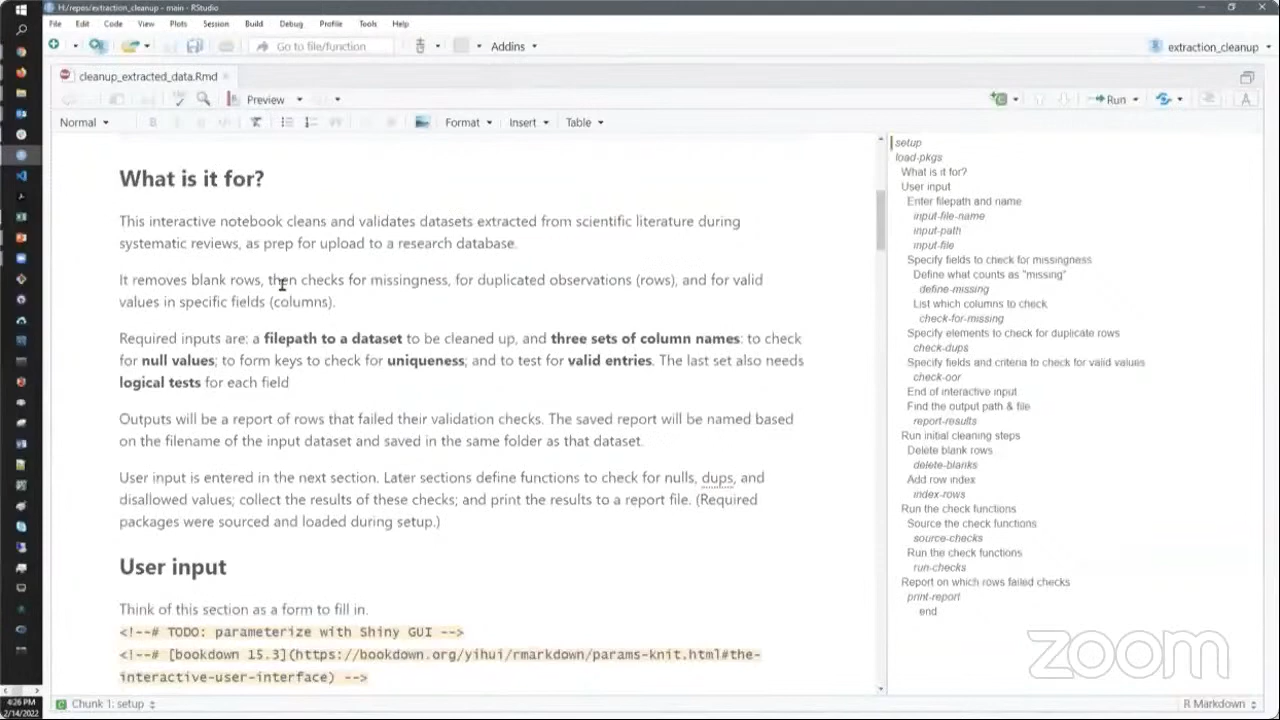 H:/repos/extraction_cleanup - main - RStudio
File Edit Code View Plots Session Build Debug Profile Tools Help
Go to file/function Addins extraction_cleanup
cleanup_extracted_data.Rmd
Preview Run
Normal Format Insert Table
What is it for?
This interactive notebook cleans and validates datasets extracted from scientific literature during
systematic reviews, as prep for upload to a research database.
It removes blank rows, then checks for missingness, for duplicated observations (rows), and for valid
values in specific fields (columns).
Required inputs are: a filepath to a dataset to be cleaned up, and three sets of column names: to check
for null values; to form keys to check for uniqueness; and to test for valid entries. The last set also needs
logical tests for each field
Outputs will be a report of rows that failed their validation checks. The saved report will be named based
on the filename of the input dataset and saved in the same folder as that dataset.
User input is entered in the next section. Later sections define functions to check for nulls, dups, and
disallowed values; collect the results of these checks; and print the results to a report file. (Required
packages were sourced and loaded during setup.)
User input
Think of this section as a form to fill in.
<!--# TODO: parameterize with Shiny GUI -->
<!--# [bookdown 15.3](https://bookdown.org/yihui/rmarkdown/params-knit.html#the-
interactive-user-interface) -->
setup
load-pkgs
What is it for?
User input
Enter filepath and name
input-file-name
input-path
input-file
Specify fields to check for missingness
Define what counts as "missing"
define-missing
List which columns to check
check-for-missing
Specify elements to check for duplicate rows
check-dups
Specify fields and criteria to check for valid values
check-oor
End of interactive input
Find the output path & file
report-results
Run initial cleaning steps
Delete blank rows
delete-blanks
Add row index
index-rows
Run the check functions
Source the check functions
source-checks
Run the check functions
run-checks
Report on which rows failed checks
print-report
end
zoom
Chunk 1: setup
R Markdown
4:26 PM
2/14/2022